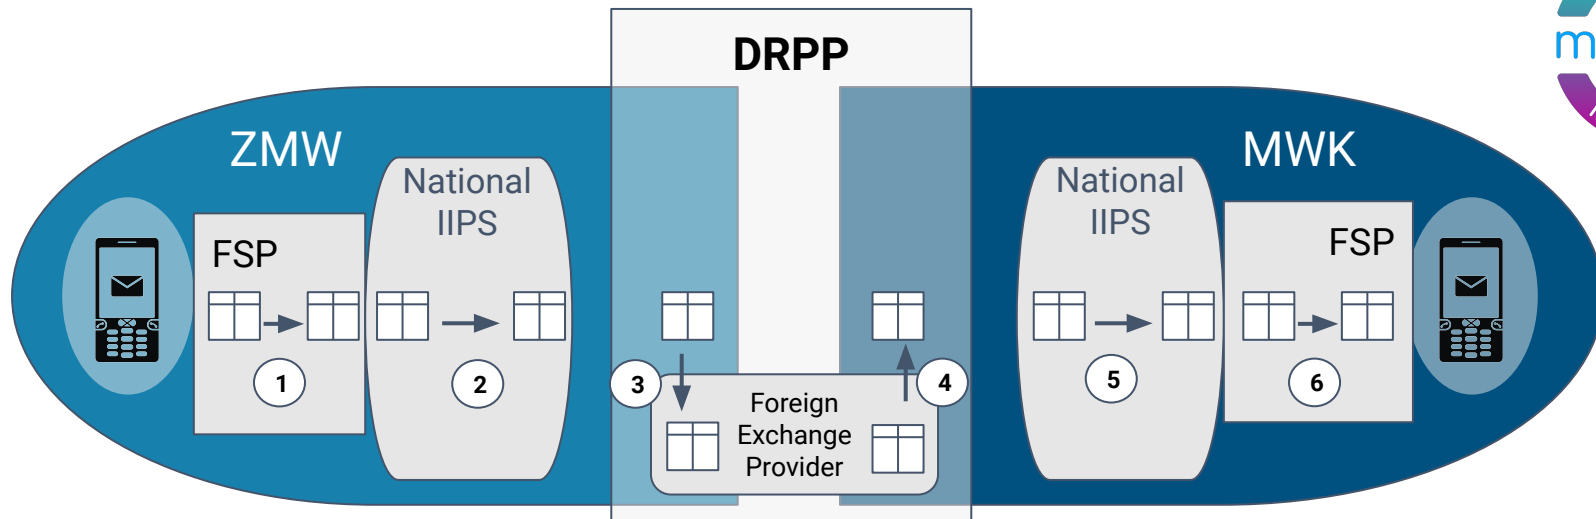 DRPP
ZMW
MWK
National
IIPS
National
IIPS
FSP
FSP
1
2
3
4
5
6
Foreign
Exchange
Provider